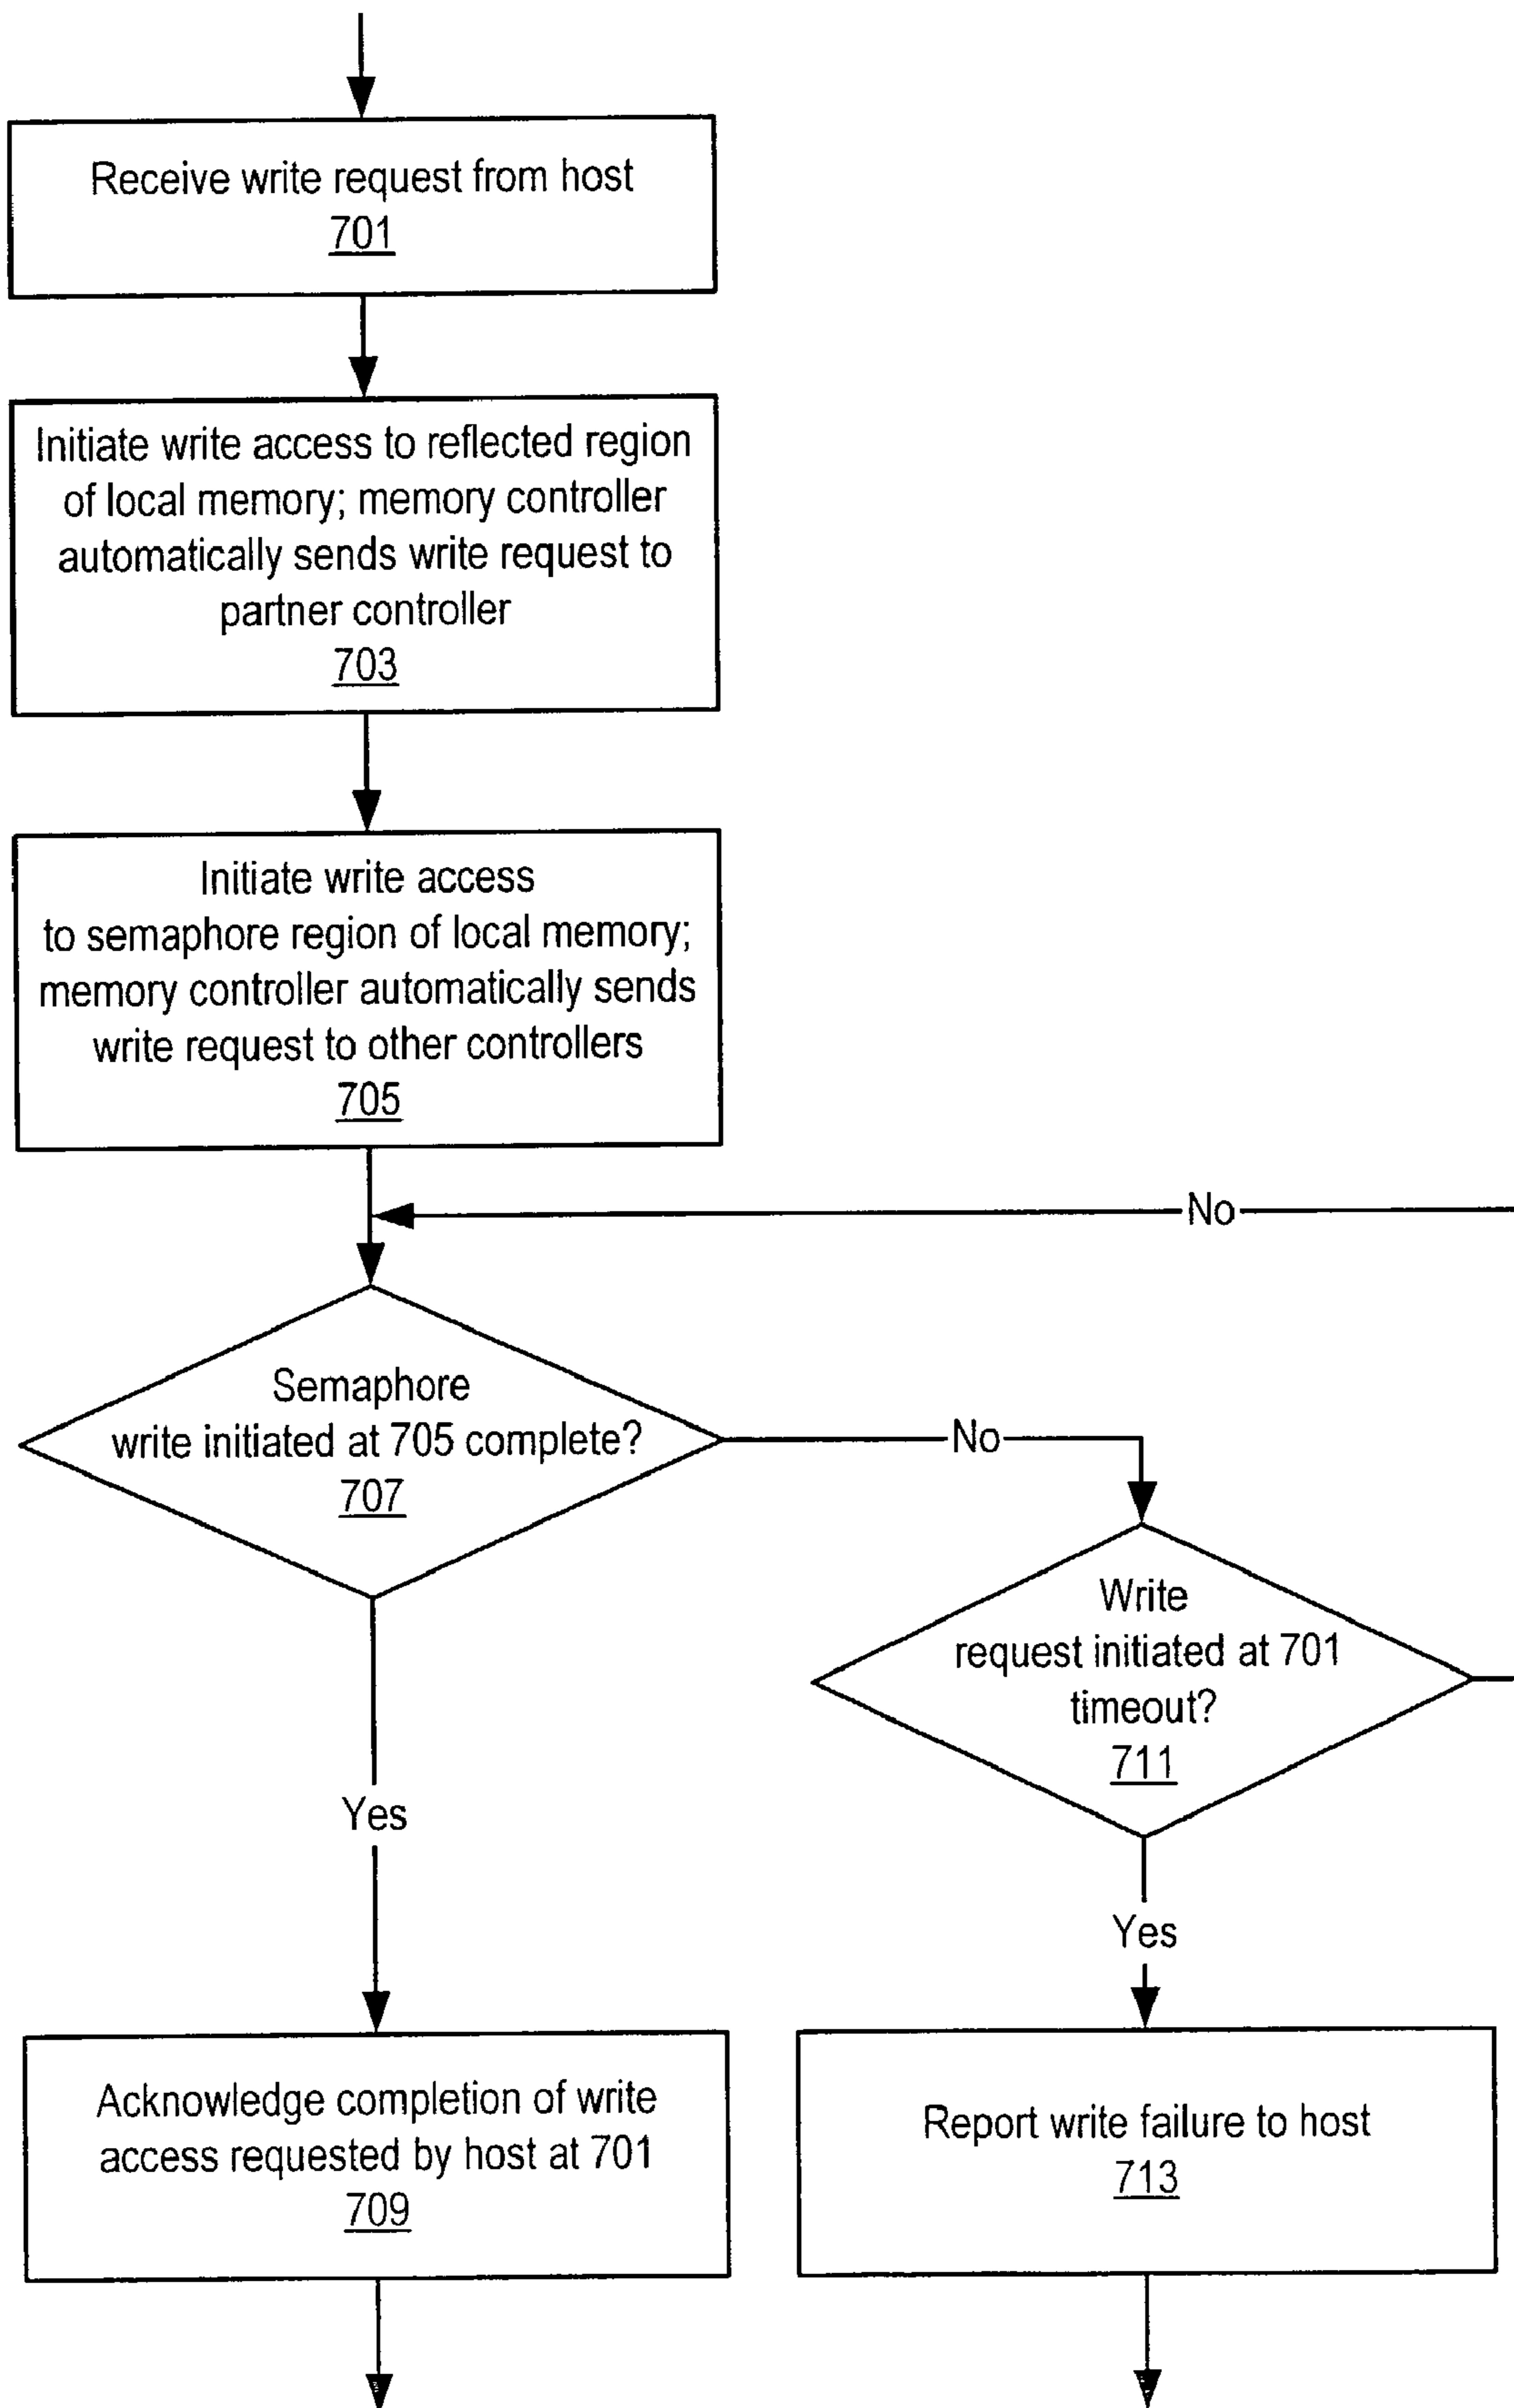 Receive write request from host
701
Initiate write access to reflected region
of local memory; memory controller
automatically sends write request to
partner controller
703
Initiate write access
to semaphore region of local memory;
memory controller automatically sends
write request to other controllers
705
No
Semaphore
write initiated at 705 complete?
707
No
Write
request initiated at 701
timeout?
711
Yes
Yes
Acknowledge completion of write
access requested by host at 701
709
Report write failure to host
713